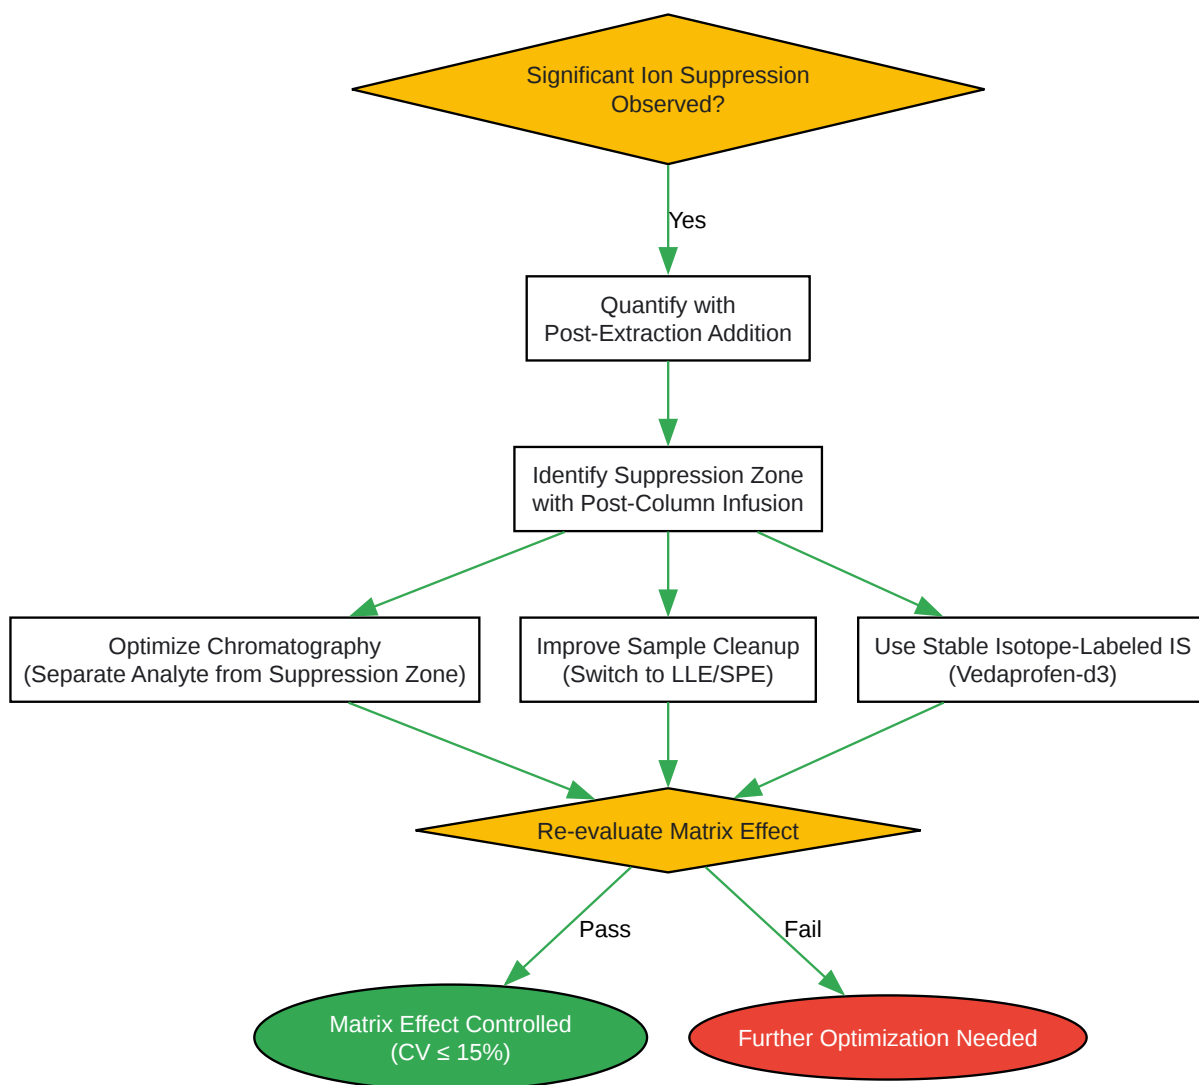 Significant Ion Suppression
Observed?
Yes
Quantify with
Post-Extraction Addition
Identify Suppression Zone
with Post-Column Infusion
Optimize Chromatography
(Separate Analyte from Suppression Zone)
Improve Sample Cleanup
(Switch to LLE/SPE)
Use Stable Isotope-Labeled IS
(Vedaprofen-d3)
Re-evaluate Matrix Effect
Pass
Fail
Matrix Effect Controlled
(CV ≤ 15%)
Further Optimization Needed